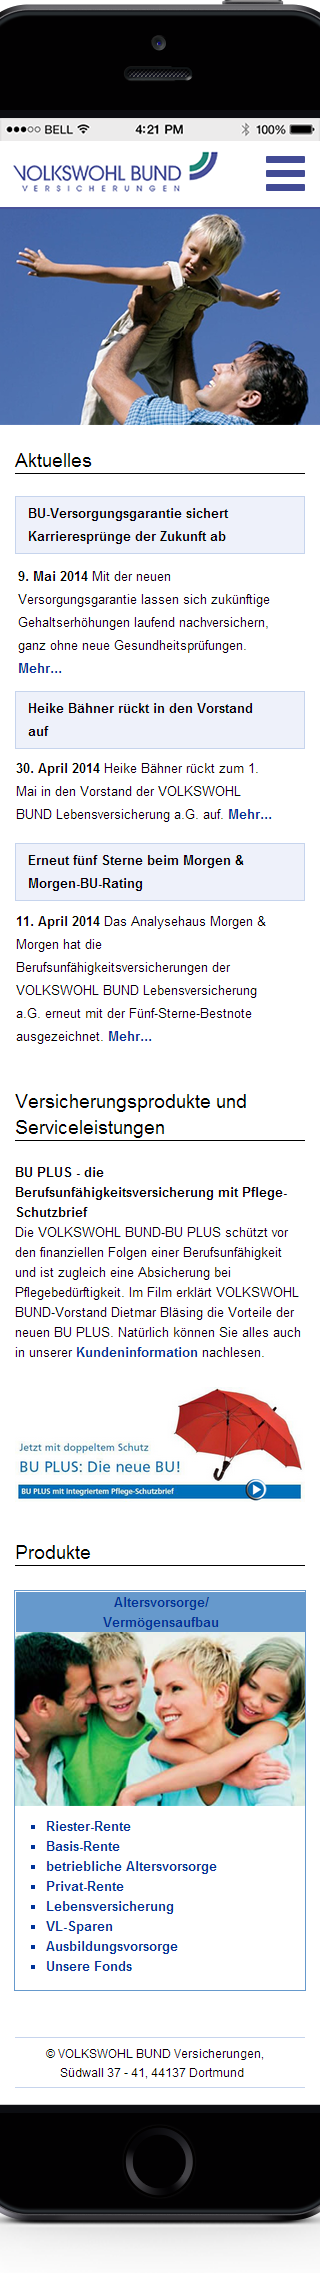 BELL 4:21 PM 100%
VOLKSWOHL BUND
VERSICHERUNGEN
Aktuelles
BU-Versorgungsgarantie sichert
Karrieresprünge der Zukunft ab
9. Mai 2014 Mit der neuen
Versorgungsgarantie lassen sich zukünftige
Gehaltserhöhungen laufend nachversichern,
ganz ohne neue Gesundheitsprüfungen.
Mehr...
Heike Bähner rückt in den Vorstand
auf
30. April 2014 Heike Bähner rückt zum 1.
Mai in den Vorstand der VOLKSWOHL
BUND Lebensversicherung a.G. auf. Mehr...
Erneut fünf Sterne beim Morgen &
Morgen-BU-Rating
11. April 2014 Das Analysehaus Morgen &
Morgen hat die
Berufsunfähigkeitsversicherungen der
VOLKSWOHL BUND Lebensversicherung
a.G. erneut mit der Fünf-Sterne-Bestnote
ausgezeichnet. Mehr...
Versicherungsprodukte und
Serviceleistungen
BU PLUS - die
Berufsunfähigkeitsversicherung mit Pflege-
Schutzbrief
Die VOLKSWOHL BUND-BU PLUS schützt vor
den finanziellen Folgen einer Berufsunfähigkeit
und ist zugleich eine Absicherung bei
Pflegebedürftigkeit. Im Film erklärt VOLKSWOHL
BUND-Vorstand Dietmar Bläsing die Vorteile der
neuen BU PLUS. Natürlich können Sie alles auch
in unserer Kundeninformation nachlesen.
Jetzt mit doppeltem Schutz
BU PLUS: Die neue BU!
BU PLUS mit integriertem Pflege-Schutzbrief
Produkte
Altersvorsorge/
Vermögensaufbau
Riester-Rente
Basis-Rente
betriebliche Altersvorsorge
Privat-Rente
Lebensversicherung
VL-Sparen
Ausbildungsvorsorge
Unsere Fonds
© VOLKSWOHL BUND Versicherungen,
Südwall 37 - 41, 44137 Dortmund